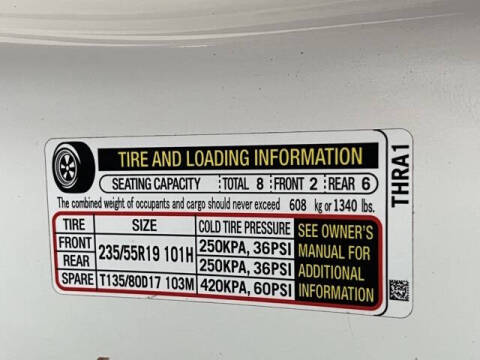 TIRE AND LOADING INFORMATION
SEATING CAPACITY TOTAL 8 FRONT 2 REAR 6
The combined weight of occupants and cargo should never exceed 608 kg or 1340 lbs.
TIRE SIZE COLD TIRE PRESSURE
FRONT 235/55R19 101H 250KPA, 36PSI
REAR 250KPA, 36PSI
SPARE T135/80D17 103M 420KPA, 60PSI
SEE OWNER'S
MANUAL FOR
ADDITIONAL
INFORMATION
THRA1